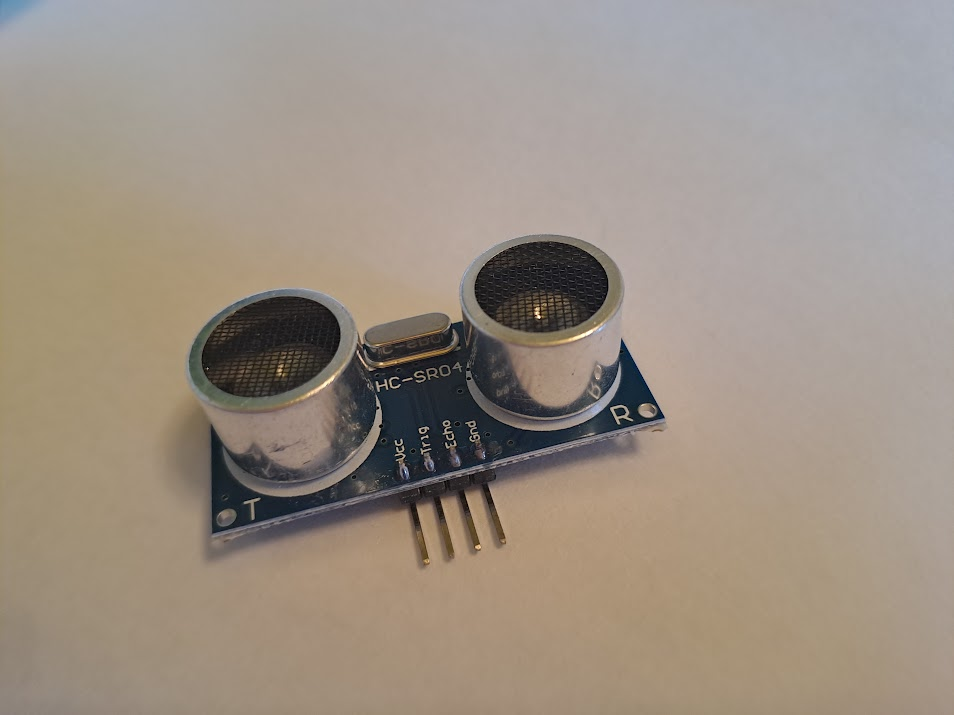 HC-SR04
Vcc
Trig
Echo
Gnd
T
R